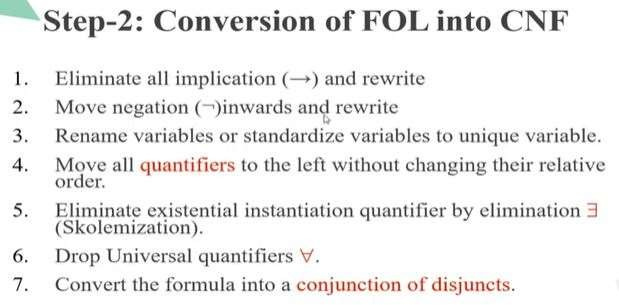 Step-2: Conversion of FOL into CNF
1. Eliminate all implication (→) and rewrite
2. Move negation (¬)inwards and rewrite
3. Rename variables or standardize variables to unique variable.
4. Move all quantifiers to the left without changing their relative
order.
5. Eliminate existential instantiation quantifier by elimination ∃
(Skolemization).
6. Drop Universal quantifiers ∀.
7. Convert the formula into a conjunction of disjuncts.